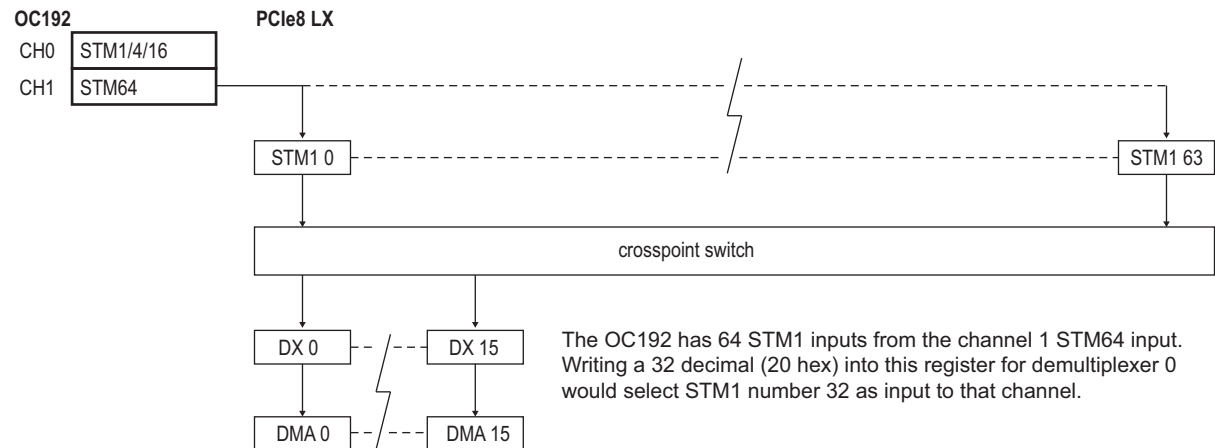 OC192 PCIe8 LX
CH0 STM1/4/16
CH1 STM64
STM1 0 STM1 63
crosspoint switch
DX 0 DX 15
The OC192 has 64 STM1 inputs from the channel 1 STM64 input.
Writing a 32 decimal (20 hex) into this register for demultiplexer 0
would select STM1 number 32 as input to that channel.
DMA 0 DMA 15